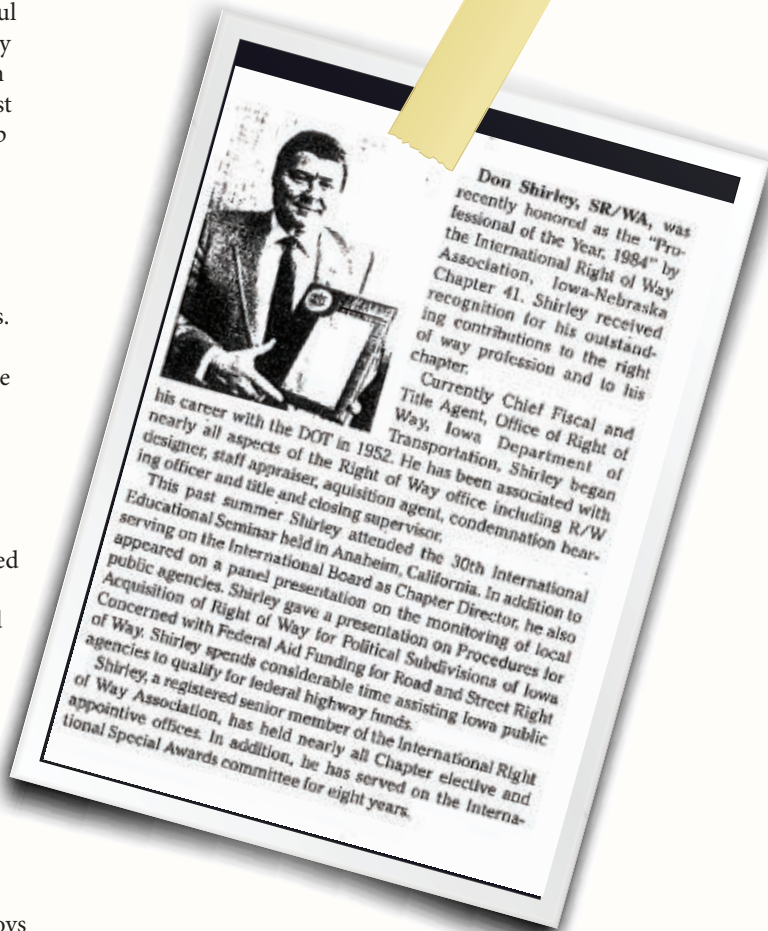 ul
y
st
s.
e
ed
oys
Don Shirley, SR/WA, was
recently honored as the "Pro-
fessional of the Year, 1984" by
the International Right of Way
Association, Iowa-Nebraska
Chapter 41. Shirley received
recognition for his outstand-
ing contributions to the right
of way profession and to his
chapter.
Currently Chief Fiscal and
Title Agent, Office of Right of
Way, Iowa Department of
Transportation, Shirley began
his career with the DOT in 1952. He has been associated with
nearly all aspects of the Right of Way office including R/W
designer, staff appraiser, aquisition agent, condemnation hear-
ing officer and title and closing supervisor.
This past summer Shirley attended the 30th International
Educational Seminar held in Anaheim, California. In addition to
serving on the International Board as Chapter Director, he also
appeared on a panel presentation on the monitoring of local
public agencies. Shirley gave a presentation on Procedures for
Acquisition of Right of Way for Political Subdivisions of Iowa
Concerned with Federal Aid Funding for Road and Street Right
of Way. Shirley spends considerable time assisting Iowa public
agencies to qualify for federal highway funds.
Shirley, a registered senior member of the International Right
of Way Association, has held nearly all Chapter elective and
appointive offices. In addition, he has served on the Interna-
tional Special Awards committee for eight years.